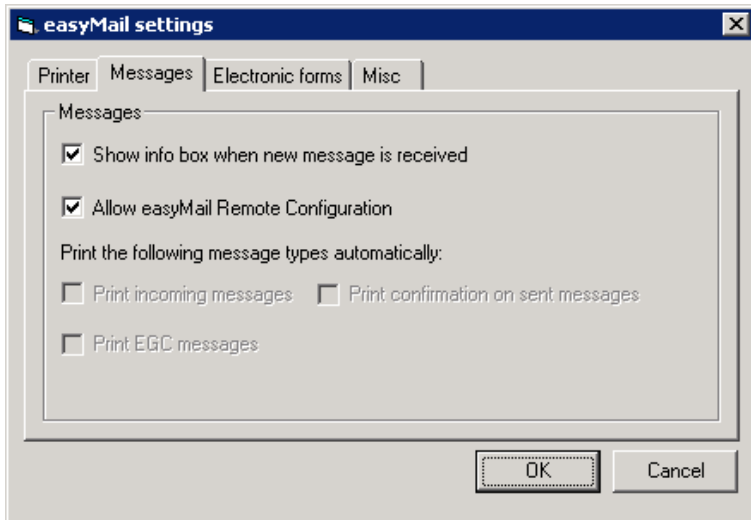 easyMail settings
Printer Messages Electronic forms Misc
Messages
Show info box when new message is received
Allow easyMail Remote Configuration
Print the following message types automatically:
Print incoming messages Print confirmation on sent messages
Print EGC messages
OK Cancel